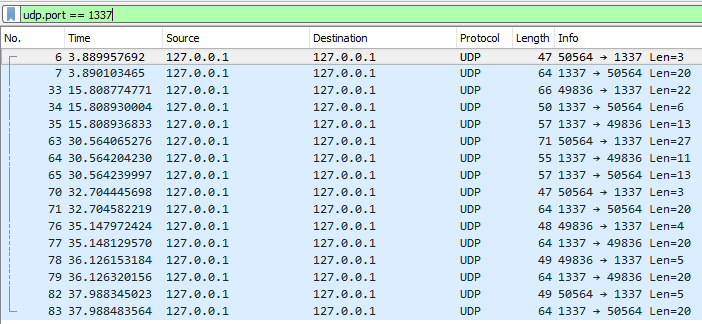 udp.port == 1337
No. Time Source Destination Protocol Length Info
6 3.889957692 127.0.0.1 127.0.0.1 UDP 47 50564 → 1337 Len=3
7 3.890103465 127.0.0.1 127.0.0.1 UDP 64 1337 → 50564 Len=20
33 15.808774771 127.0.0.1 127.0.0.1 UDP 66 49836 → 1337 Len=22
34 15.808930004 127.0.0.1 127.0.0.1 UDP 50 1337 → 50564 Len=6
35 15.808936833 127.0.0.1 127.0.0.1 UDP 57 1337 → 49836 Len=13
63 30.564065276 127.0.0.1 127.0.0.1 UDP 71 50564 → 1337 Len=27
64 30.564204230 127.0.0.1 127.0.0.1 UDP 55 1337 → 49836 Len=11
65 30.564239997 127.0.0.1 127.0.0.1 UDP 57 1337 → 50564 Len=13
70 32.704445698 127.0.0.1 127.0.0.1 UDP 47 50564 → 1337 Len=3
71 32.704582219 127.0.0.1 127.0.0.1 UDP 64 1337 → 50564 Len=20
76 35.147972424 127.0.0.1 127.0.0.1 UDP 48 49836 → 1337 Len=4
77 35.148129570 127.0.0.1 127.0.0.1 UDP 64 1337 → 49836 Len=20
78 36.126153184 127.0.0.1 127.0.0.1 UDP 49 49836 → 1337 Len=5
79 36.126320156 127.0.0.1 127.0.0.1 UDP 64 1337 → 49836 Len=20
82 37.988345023 127.0.0.1 127.0.0.1 UDP 49 50564 → 1337 Len=5
83 37.988483564 127.0.0.1 127.0.0.1 UDP 64 1337 → 50564 Len=20